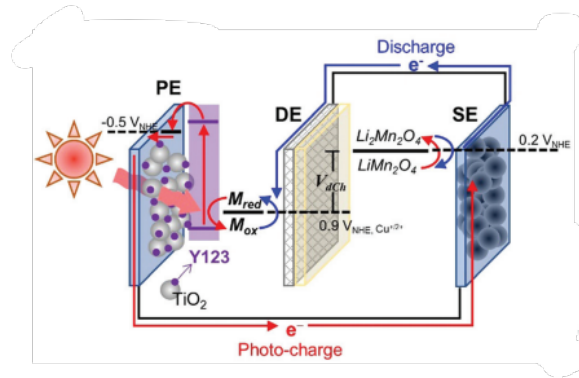 Discharge
e⁻
PE
DE
SE
-0.5 V_NHE
Li₂Mn₂O₄
LiMn₂O₄
0.2 V_NHE
V_dCh
M_red
M_ox
0.9 V_NHE, Cu⁺/²⁺
Y123
TiO₂
e⁻
Photo-charge